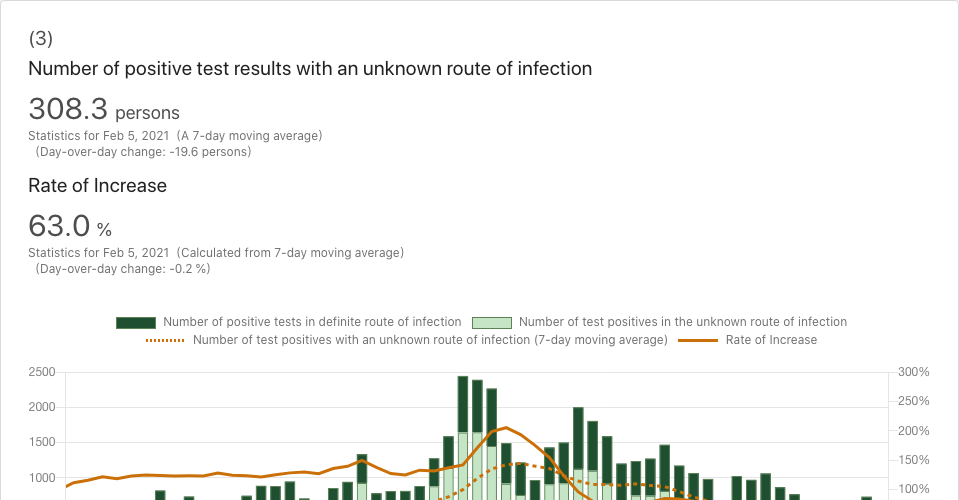 (3)
Number of positive test results with an unknown route of infection
308.3 persons
Statistics for Feb 5, 2021 (A 7-day moving average)
(Day-over-day change: -19.6 persons)
Rate of Increase
63.0 %
Statistics for Feb 5, 2021 (Calculated from 7-day moving average)
(Day-over-day change: -0.2 %)
Number of positive tests in definite route of infection Number of test positives in the unknown route of infection
Number of test positives with an unknown route of infection (7-day moving average) Rate of Increase
2500 300%
250%
2000
200%
1500
150%
1000
100%